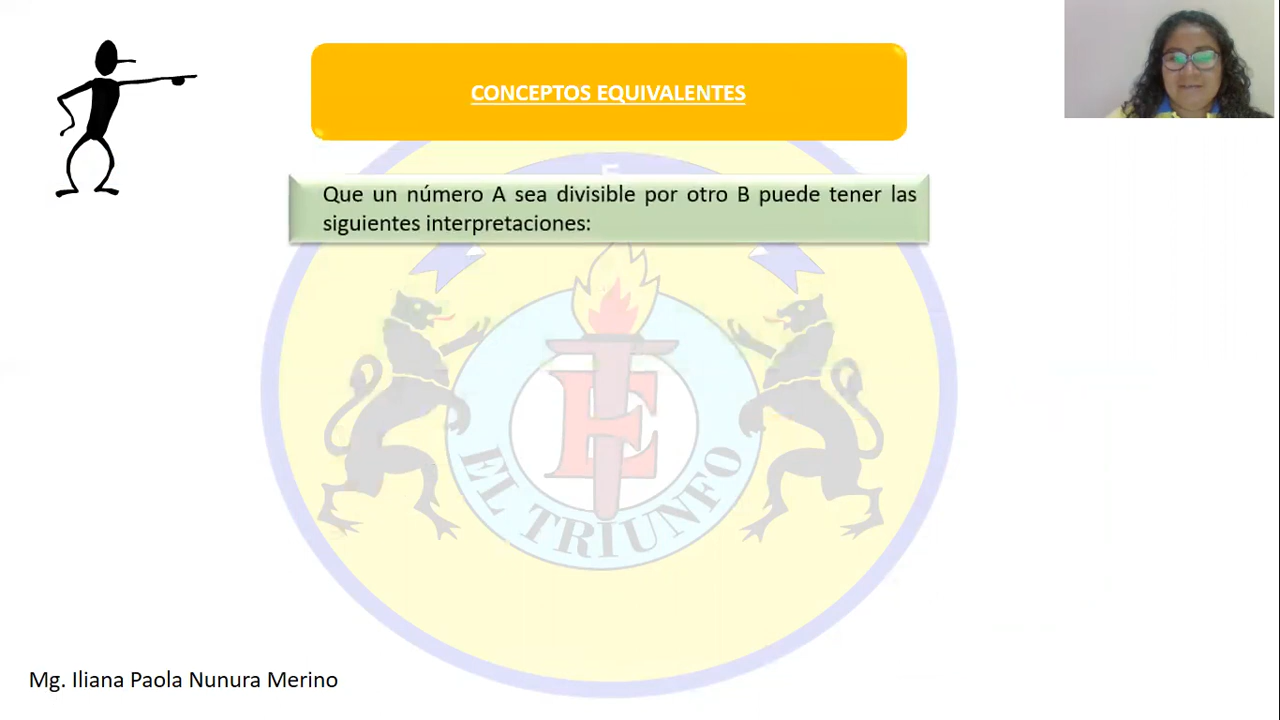 CONCEPTOS EQUIVALENTES
Que un número A sea divisible por otro B puede tener las
siguientes interpretaciones:
E
EL TRIUNFO
Mg. Iliana Paola Nunura Merino